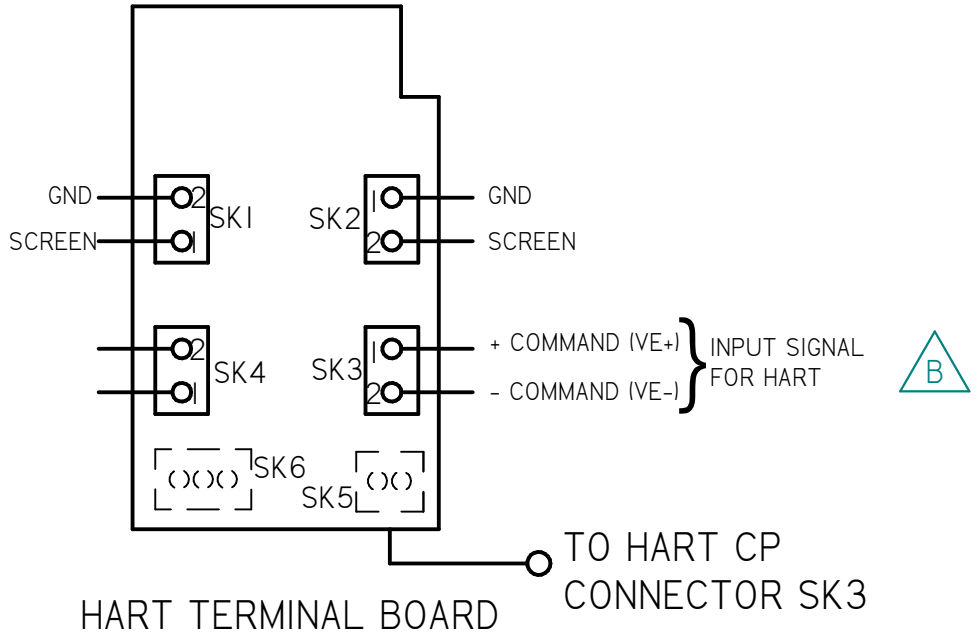 GND
2
SK1
SCREEN
1
1
GND
SK2
2
SCREEN
2
SK4
1
1
+ COMMAND (VE+)
SK3
2
- COMMAND (VE-)
INPUT SIGNAL
FOR HART
B
SK6
SK5
TO HART CP
CONNECTOR SK3
HART TERMINAL BOARD